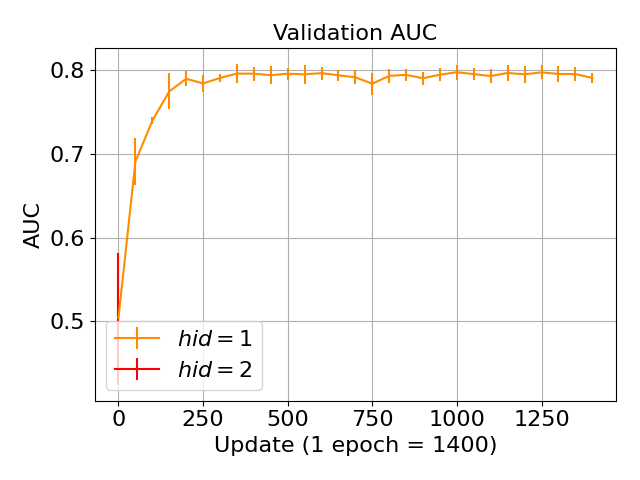 Validation AUC
AUC
0.8
0.7
0.6
0.5
hid = 1
hid = 2
0 250 500 750 1000 1250
Update (1 epoch = 1400)